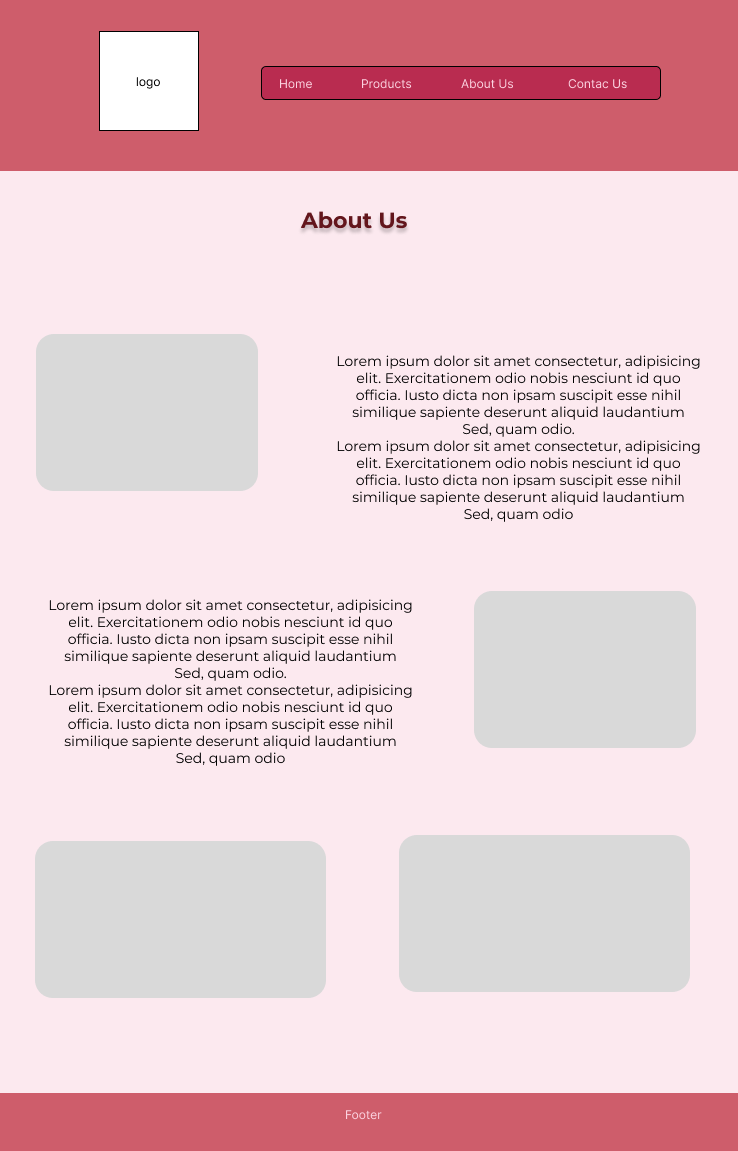 logo
Home Products About Us Contac Us
About Us
Lorem ipsum dolor sit amet consectetur, adipisicing
elit. Exercitationem odio nobis nesciunt id quo
officia. Iusto dicta non ipsam suscipit esse nihil
similique sapiente deserunt aliquid laudantium
Sed, quam odio.
Lorem ipsum dolor sit amet consectetur, adipisicing
elit. Exercitationem odio nobis nesciunt id quo
officia. Iusto dicta non ipsam suscipit esse nihil
similique sapiente deserunt aliquid laudantium
Sed, quam odio
Lorem ipsum dolor sit amet consectetur, adipisicing
elit. Exercitationem odio nobis nesciunt id quo
officia. Iusto dicta non ipsam suscipit esse nihil
similique sapiente deserunt aliquid laudantium
Sed, quam odio.
Lorem ipsum dolor sit amet consectetur, adipisicing
elit. Exercitationem odio nobis nesciunt id quo
officia. Iusto dicta non ipsam suscipit esse nihil
similique sapiente deserunt aliquid laudantium
Sed, quam odio
Footer